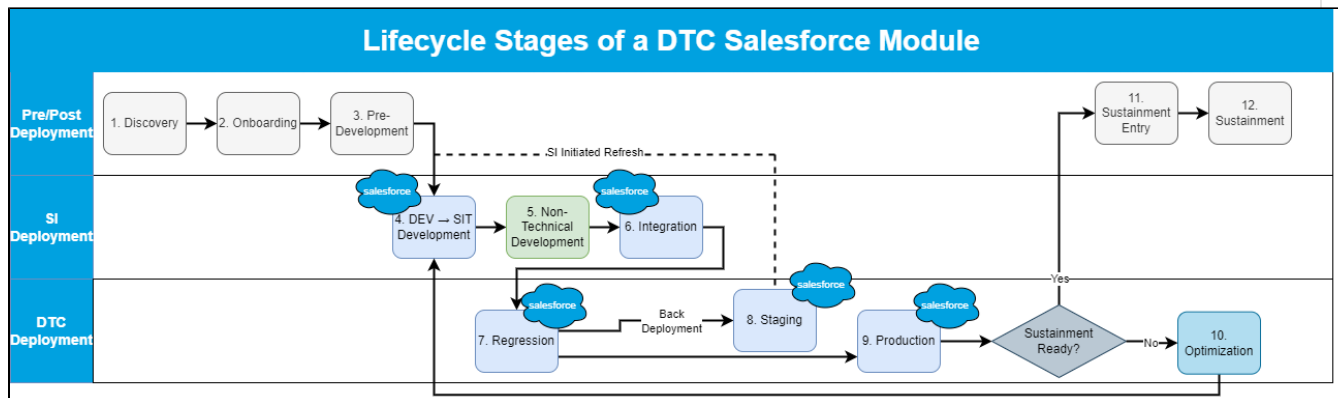 Lifecycle Stages of a DTC Salesforce Module
Pre/Post
Deployment
1. Discovery
2. Onboarding
3. Pre-
Development
11.
Sustainment
Entry
12.
Sustainment
SI Initiated Refresh
SI
Deployment
salesforce
4. DEV → SIT
Development
5. Non-
Technical
Development
salesforce
6. Integration
Yes
DTC
Deployment
salesforce
7. Regression
Back
Deployment
salesforce
8. Staging
salesforce
9. Production
Sustainment
Ready?
No
10.
Optimization